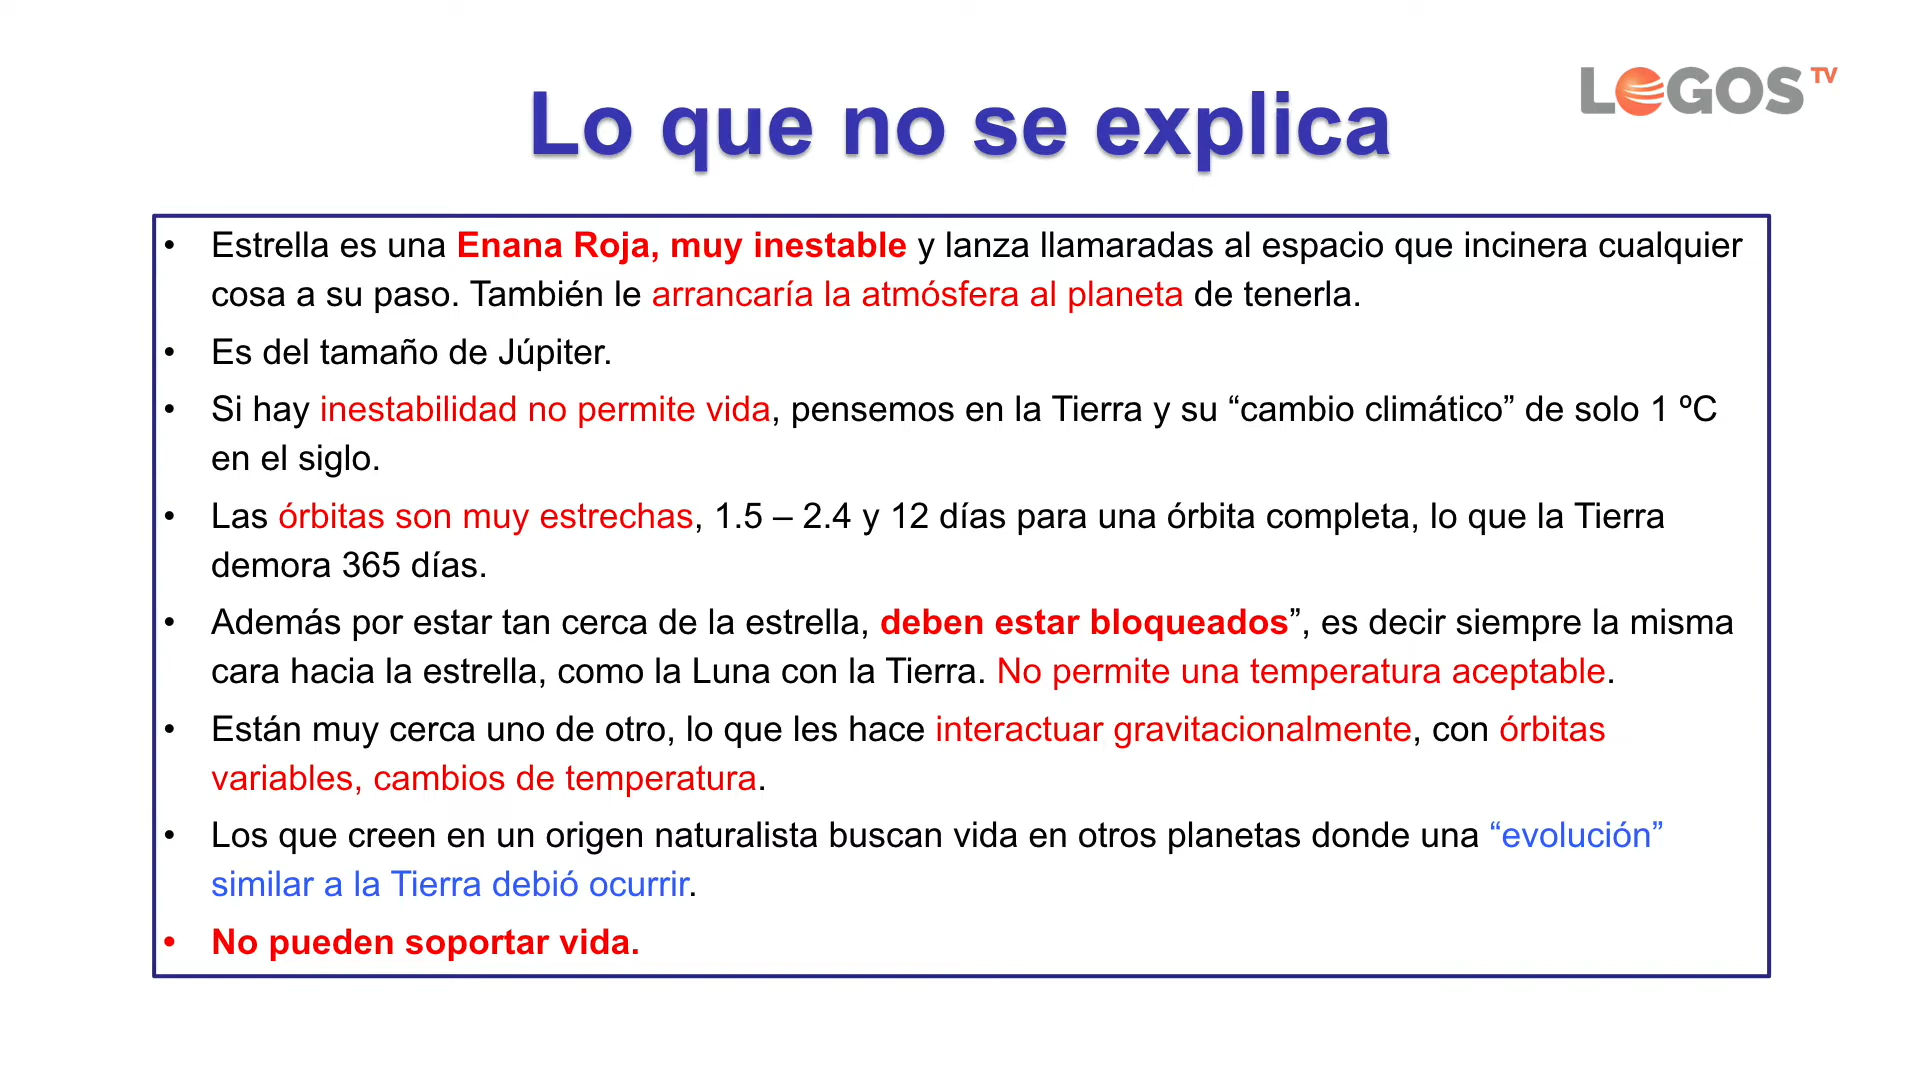 LOGOS TV
Lo que no se explica
• Estrella es una Enana Roja, muy inestable y lanza llamaradas al espacio que incinera cualquier
cosa a su paso. También le arrancaría la atmósfera al planeta de tenerla.
• Es del tamaño de Júpiter.
• Si hay inestabilidad no permite vida, pensemos en la Tierra y su “cambio climático” de solo 1 ºC
en el siglo.
• Las órbitas son muy estrechas, 1.5 – 2.4 y 12 días para una órbita completa, lo que la Tierra
demora 365 días.
• Además por estar tan cerca de la estrella, deben estar bloqueados”, es decir siempre la misma
cara hacia la estrella, como la Luna con la Tierra. No permite una temperatura aceptable.
• Están muy cerca uno de otro, lo que les hace interactuar gravitacionalmente, con órbitas
variables, cambios de temperatura.
• Los que creen en un origen naturalista buscan vida en otros planetas donde una “evolución”
similar a la Tierra debió ocurrir.
• No pueden soportar vida.